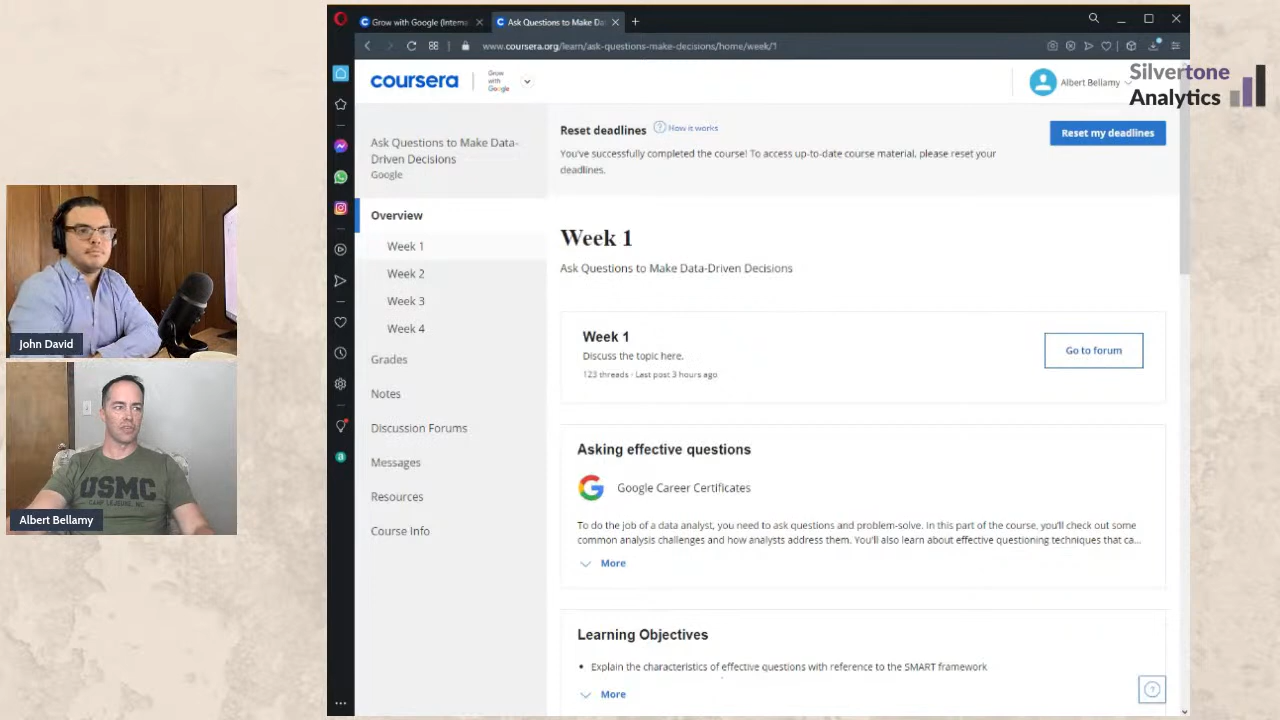 Grow with Google (Interna
Ask Questions to Make Da
www.coursera.org/learn/ask-questions-make-decisions/home/week/1
coursera
Grow
with
Google
Albert Bellamy
Silvertone
Analytics
Ask Questions to Make Data-
Driven Decisions
Google
Overview
Week 1
Week 2
Week 3
Week 4
Grades
Notes
Discussion Forums
Messages
Resources
Course Info
Reset deadlines
How it works
You've successfully completed the course! To access up-to-date course material, please reset your
deadlines.
Reset my deadlines
Week 1
Ask Questions to Make Data-Driven Decisions
Week 1
Discuss the topic here.
123 threads · Last post 3 hours ago
Go to forum
Asking effective questions
Google Career Certificates
To do the job of a data analyst, you need to ask questions and problem-solve. In this part of the course, you'll check out some
common analysis challenges and how analysts address them. You'll also learn about effective questioning techniques that ca...
More
Learning Objectives
• Explain the characteristics of effective questions with reference to the SMART framework
More
John David
USMC
CAMP LEJEUNE, NC
Albert Bellamy